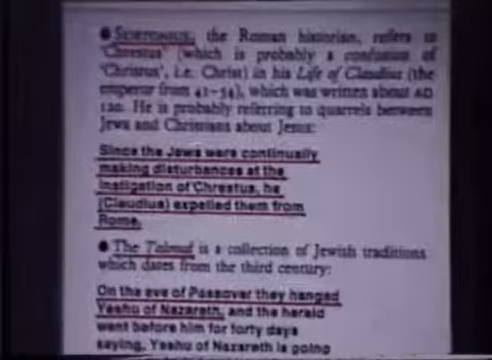 ● Suetonius, the Roman historian, refers to
'Chrestus' (which is probably a confusion of
'Christus', i.e. Christ) in his Life of Claudius (the
emperor from 41–54), which was written about AD
120. He is probably referring to quarrels between
Jews and Christians about Jesus:
Since the Jews were continually
making disturbances at the
instigation of Chrestus, he
(Claudius) expelled them from
Rome.
● The Talmud is a collection of Jewish traditions
which dates from the third century:
On the eve of Passover they hanged
Yeshu of Nazareth, and the herald
went before him for forty days
saying, Yeshu of Nazareth is going